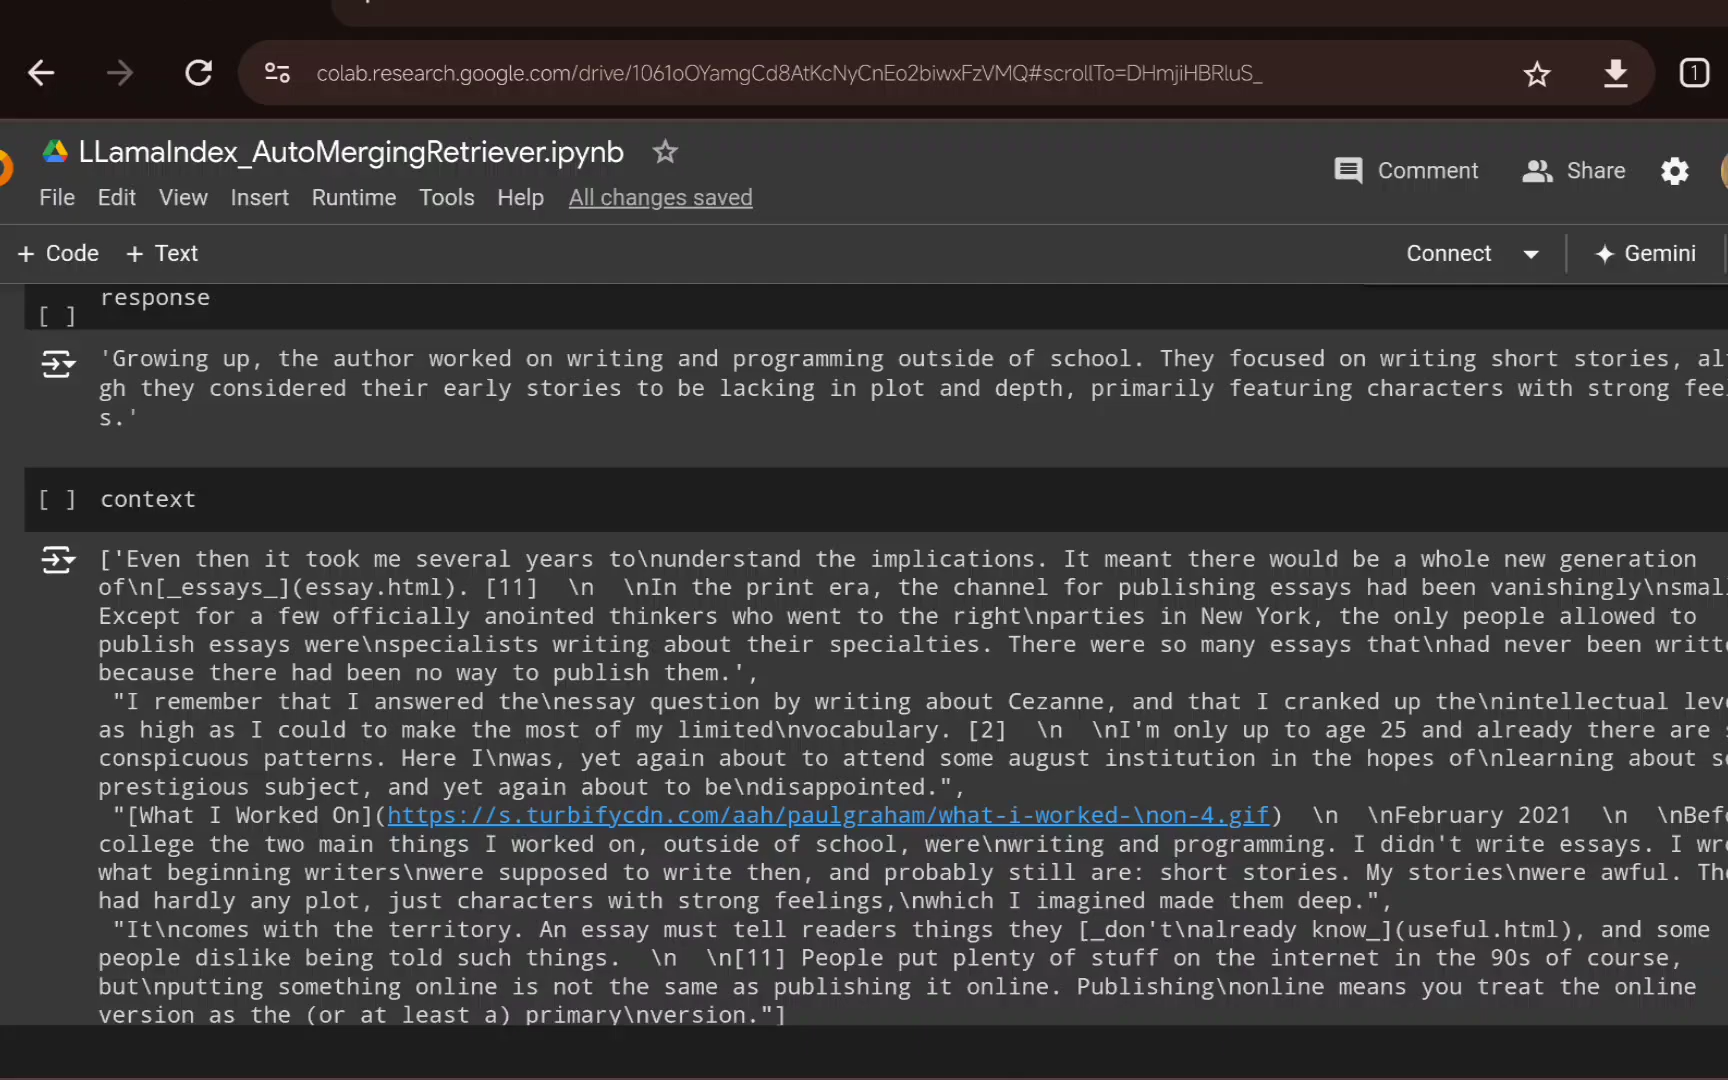 colab.research.google.com/drive/1061oOYamgCd8AtKcNyCnEo2biwxFzVMQ#scrollTo=DHmjiHBRluS_
1
LLamaIndex_AutoMergingRetriever.ipynb
Comment Share
File Edit View Insert Runtime Tools Help All changes saved
+ Code + Text Connect Gemini
response
[ ]
'Growing up, the author worked on writing and programming outside of school. They focused on writing short stories,
gh they considered their early stories to be lacking in plot and depth, primarily featuring characters with strong
s.'
[ ] context
['Even then it took me several years to\nunderstand the implications. It meant there would be a whole new generation
of\n[_essays_](essay.html). [11]  \n  \nIn the print era, the channel for publishing essays had been
Except for a few officially anointed thinkers who went to the right\nparties in New York, the only people allowed to
publish essays were\nspecialists writing about their specialties. There were so many essays that\nhad never been
because there had been no way to publish them.',
"I remember that I answered the\nessay question by writing about Cezanne, and that I cranked up the\nintellectual
as high as I could to make the most of my limited\nvocabulary. [2]  \n  \nI'm only up to age 25 and already there are
conspicuous patterns. Here I\nwas, yet again about to attend some august institution in the hopes of\nlearning about
prestigious subject, and yet again about to be\ndisappointed.",
"[What I Worked On](https://s.turbifycdn.com/aah/paulgraham/what-i-worked-\non-4.gif)  \n  \nFebruary 2021  \n
college the two main things I worked on, outside of school, were\nwriting and programming. I didn't write essays. I
what beginning writers\nwere supposed to write then, and probably still are: short stories. My stories\nwere awful.
had hardly any plot, just characters with strong feelings,\nwhich I imagined made them deep.",
"It\ncomes with the territory. An essay must tell readers things they [_don't\nalready know_](useful.html), and some
people dislike being told such things.  \n  \n[11] People put plenty of stuff on the internet in the 90s of course,
but\nputting something online is not the same as publishing it online. Publishing\nonline means you treat the online
version as the (or at least a) primary\nversion."]